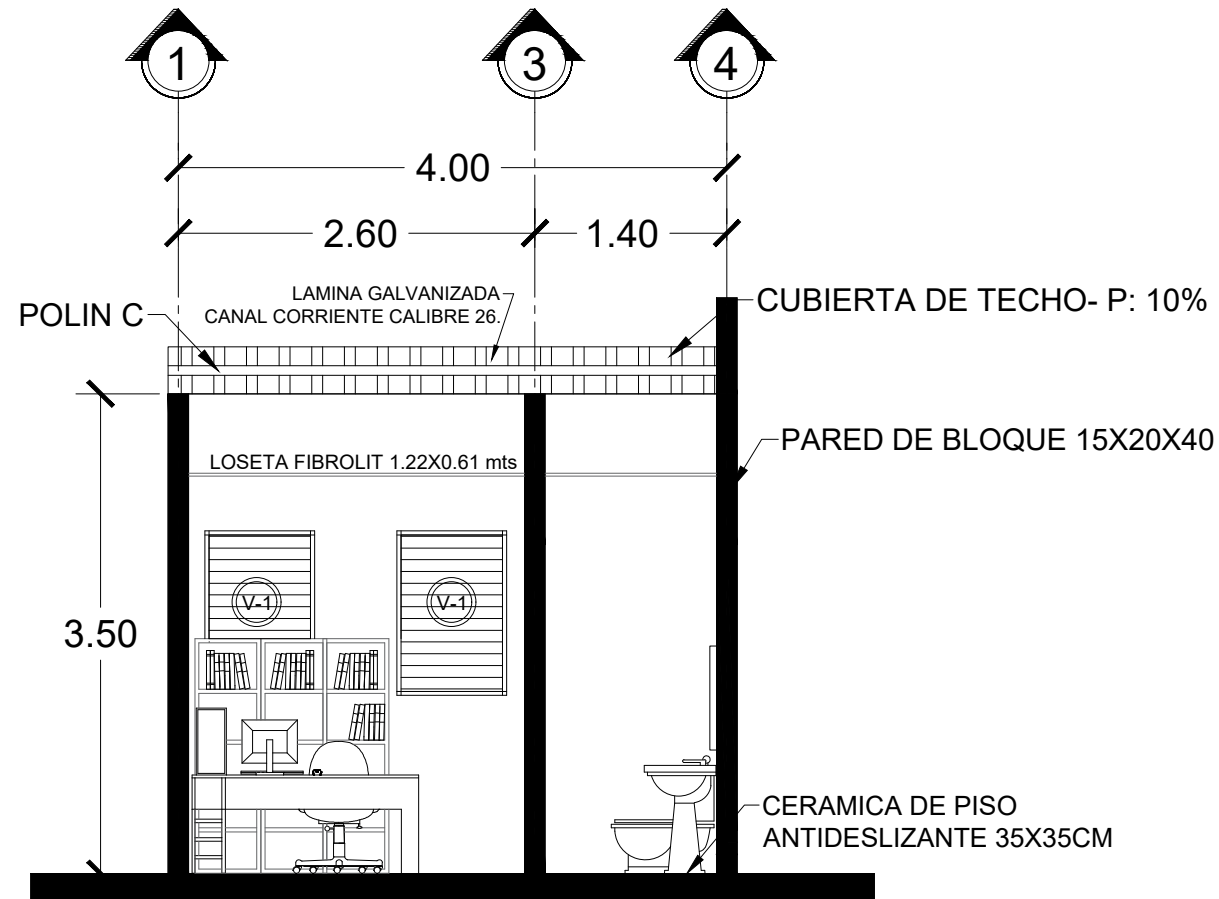 1
3
4
4.00
2.60
1.40
LAMINA GALVANIZADA
CANAL CORRIENTE CALIBRE 26.
POLIN C
CUBIERTA DE TECHO- P: 10%
PARED DE BLOQUE 15X20X40
LOSETA FIBROLIT 1.22X0.61 mts
V-1
V-1
3.50
CERAMICA DE PISO
ANTIDESLIZANTE 35X35CM